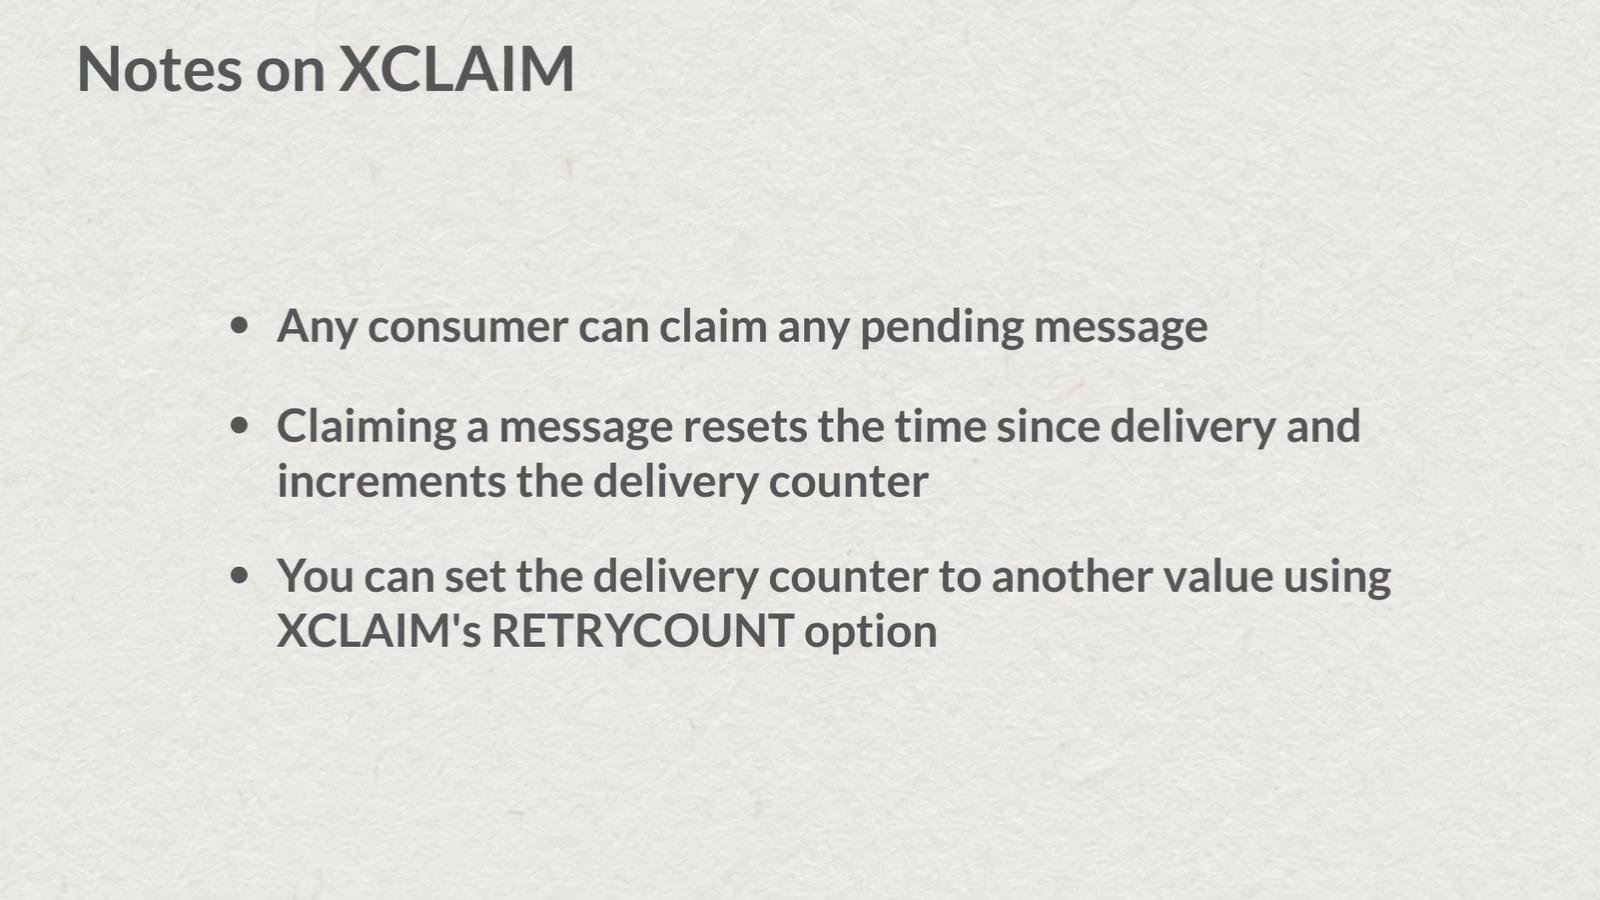 Notes on XCLAIM
• Any consumer can claim any pending message
• Claiming a message resets the time since delivery and
increments the delivery counter
• You can set the delivery counter to another value using
XCLAIM's RETRYCOUNT option